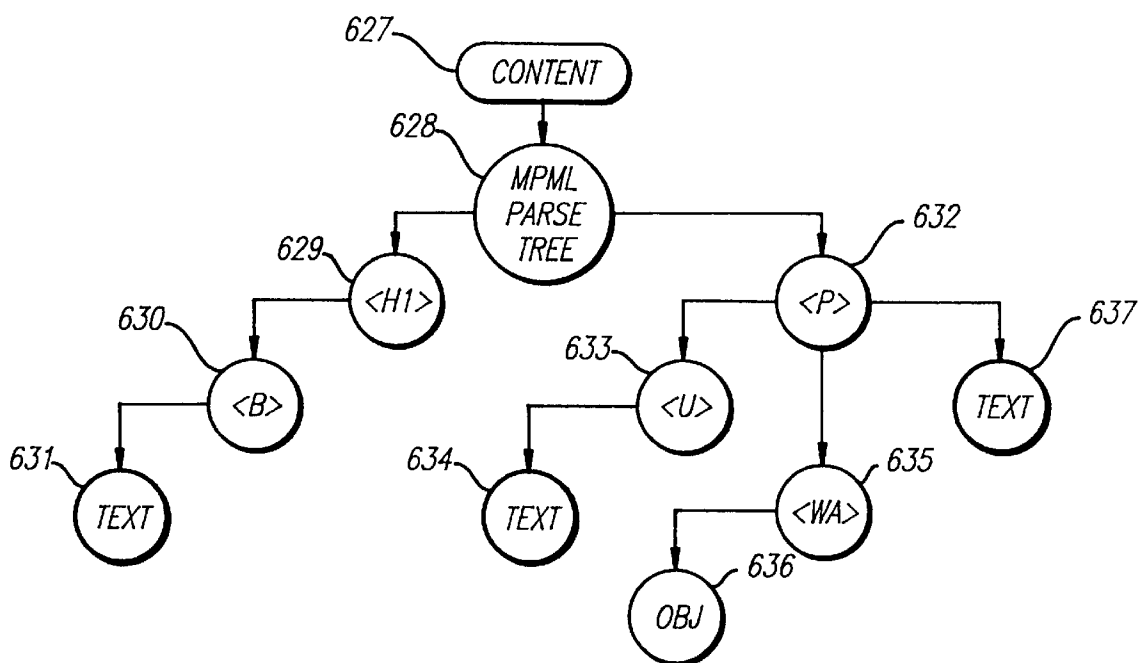 627
CONTENT
628
MPML
PARSE
TREE
632
629
<H1>
<P>
630
637
633
<B>
<U>
TEXT
631
634
635
TEXT
TEXT
<WA>
636
OBJ